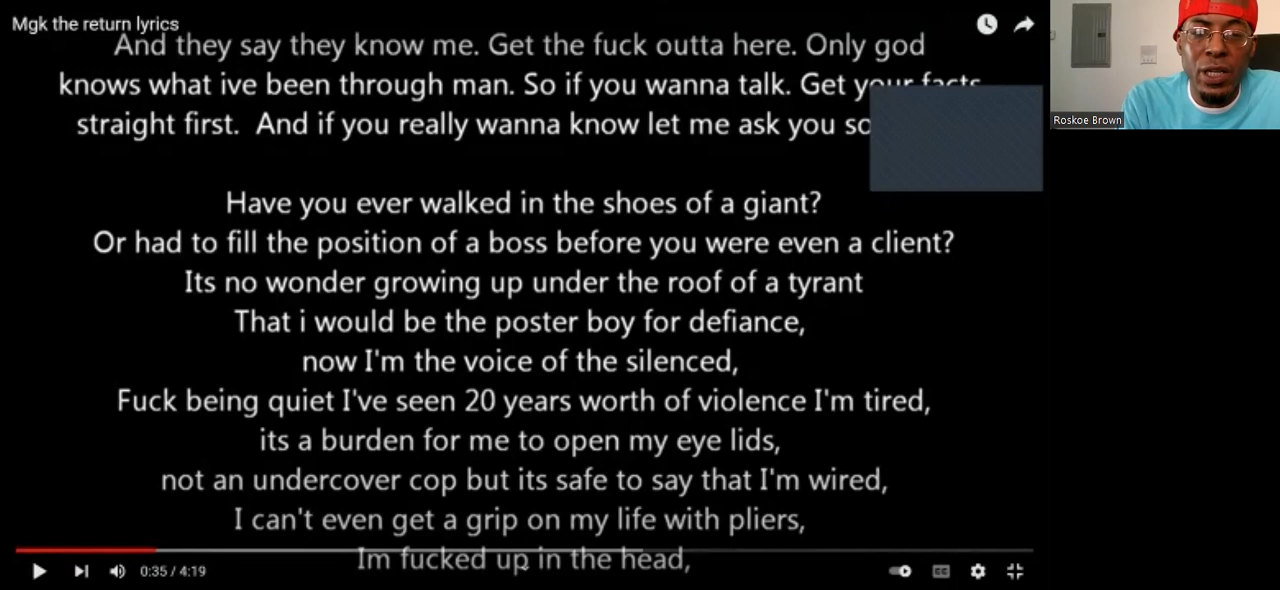 Mgk the return lyrics
And they say they know me. Get the fuck outta here. Only god
knows what ive been through man. So if you wanna talk. Get your facts
straight first. And if you really wanna know let me ask you so
Have you ever walked in the shoes of a giant?
Or had to fill the position of a boss before you were even a client?
Its no wonder growing up under the roof of a tyrant
That i would be the poster boy for defiance,
now I'm the voice of the silenced,
Fuck being quiet I've seen 20 years worth of violence I'm tired,
its a burden for me to open my eye lids,
not an undercover cop but its safe to say that I'm wired,
I can't even get a grip on my life with pliers,
Im fucked up in the head,
0:35 / 4:19
CC
Roskoe Brown